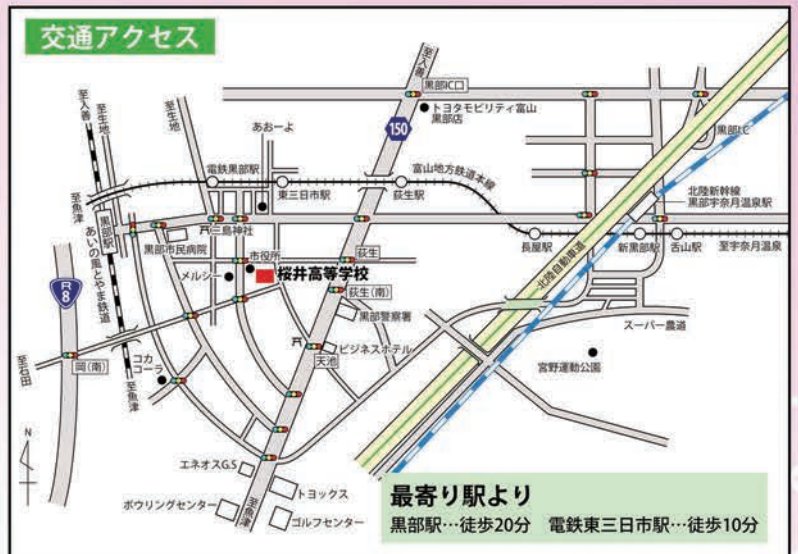 交通アクセス
至入善
黒部IC口
トヨタモビリティ富山
黒部店
150
至入善
至生地
至生地
あおーよ
黒部I.C
電鉄黒部駅
東三日市駅
荻生駅
富山地方鉄道本線
北陸新幹線
黒部宇奈月温泉駅
至魚津
黒部駅
三島神社
黒部市民病院
市役所
荻生
長屋駅
新黒部駅
舌山駅
至宇奈月温泉
メルシー
桜井高等学校
北陸自動車道
あいの風とやま鉄道
R
8
荻生(南)
黒部警察署
スーパー農道
至石田
岡(南)
コカ
コーラ
至魚津
天池
ビジネスホテル
宮野運動公園
N
エネオスG.S
トヨックス
ボウリングセンター
至魚津
ゴルフセンター
最寄り駅より
黒部駅…徒歩20分 電鉄東三日市駅…徒歩10分